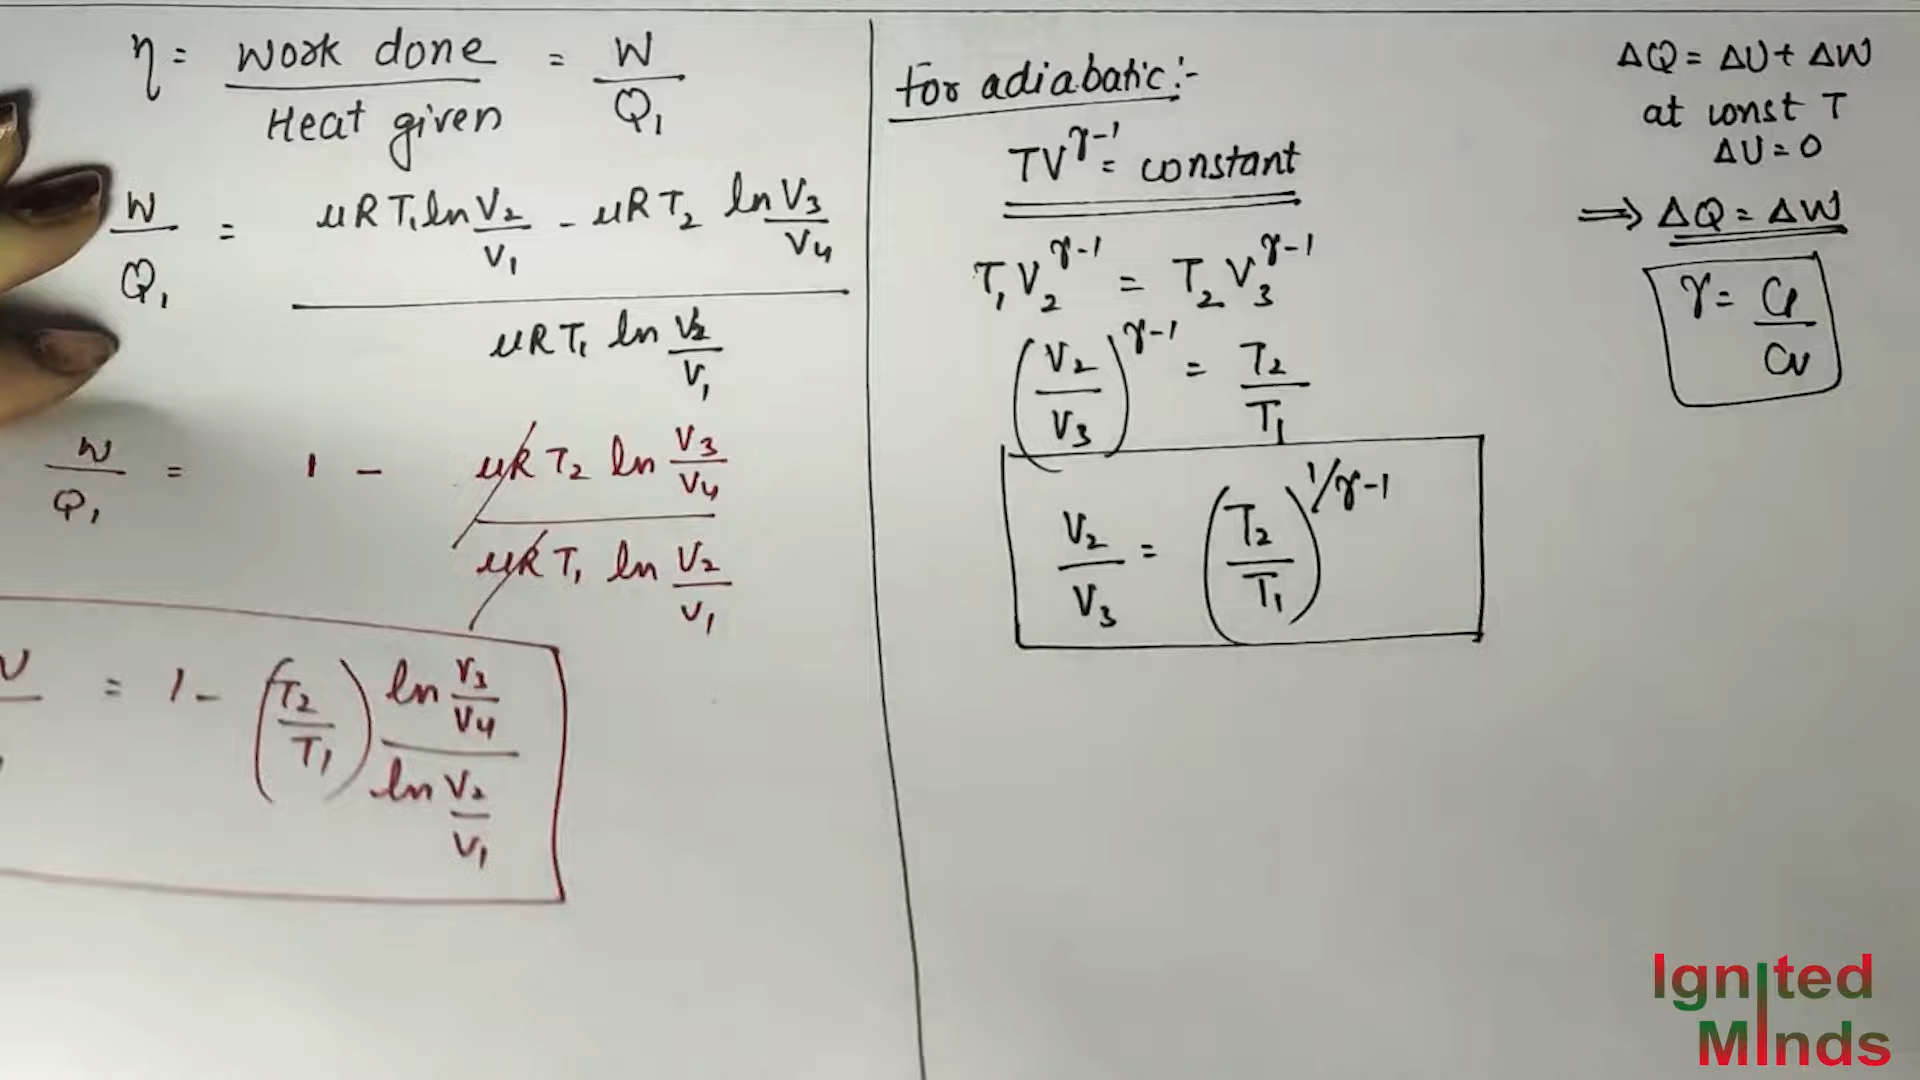 η = work done / Heat given = W / Q₁
W / Q₁ = μRT₁ ln V₂/V₁ - μRT₂ ln V₃/V₄ / μRT₁ ln V₂/V₁
W / Q₁ = 1 - μRT₂ ln V₃/V₄ / μRT₁ ln V₂/V₁
= 1 - (T₂/T₁) ln V₃/V₄ / ln V₂/V₁
for adiabatic :-
TV^γ-1 = constant
T₁V₂^γ-1 = T₂V₃^γ-1
(V₂/V₃)^γ-1 = T₂/T₁
V₂/V₃ = (T₂/T₁)^1/γ-1
ΔQ = ΔU + ΔW
at const T
ΔU = 0
⇒ ΔQ = ΔW
γ = Cp/Cv
Ignited
Minds